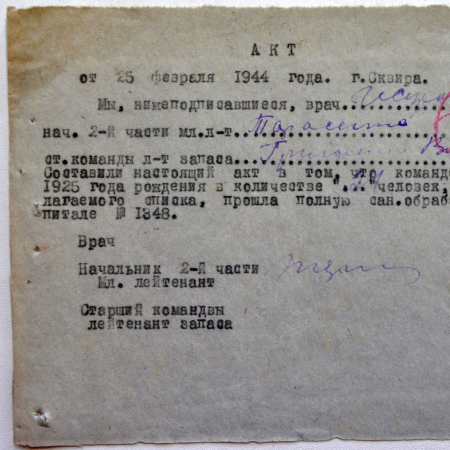 АКТ
от 25 февраля 1944 года. г.Сквира.
Мы, нижеподписавшиеся, врач
нач. 2-й части мл.л-т
ст.команды л-т запаса
Составили настоящий акт в том, что команд
1925 года рождения в количестве " " человек,
лагаемого списка, прошла полную сан.обраб
питале № 1348.
Врач
Начальник 2-й части
Мл. лейтенант
Старший командвы
лейтенант запаса